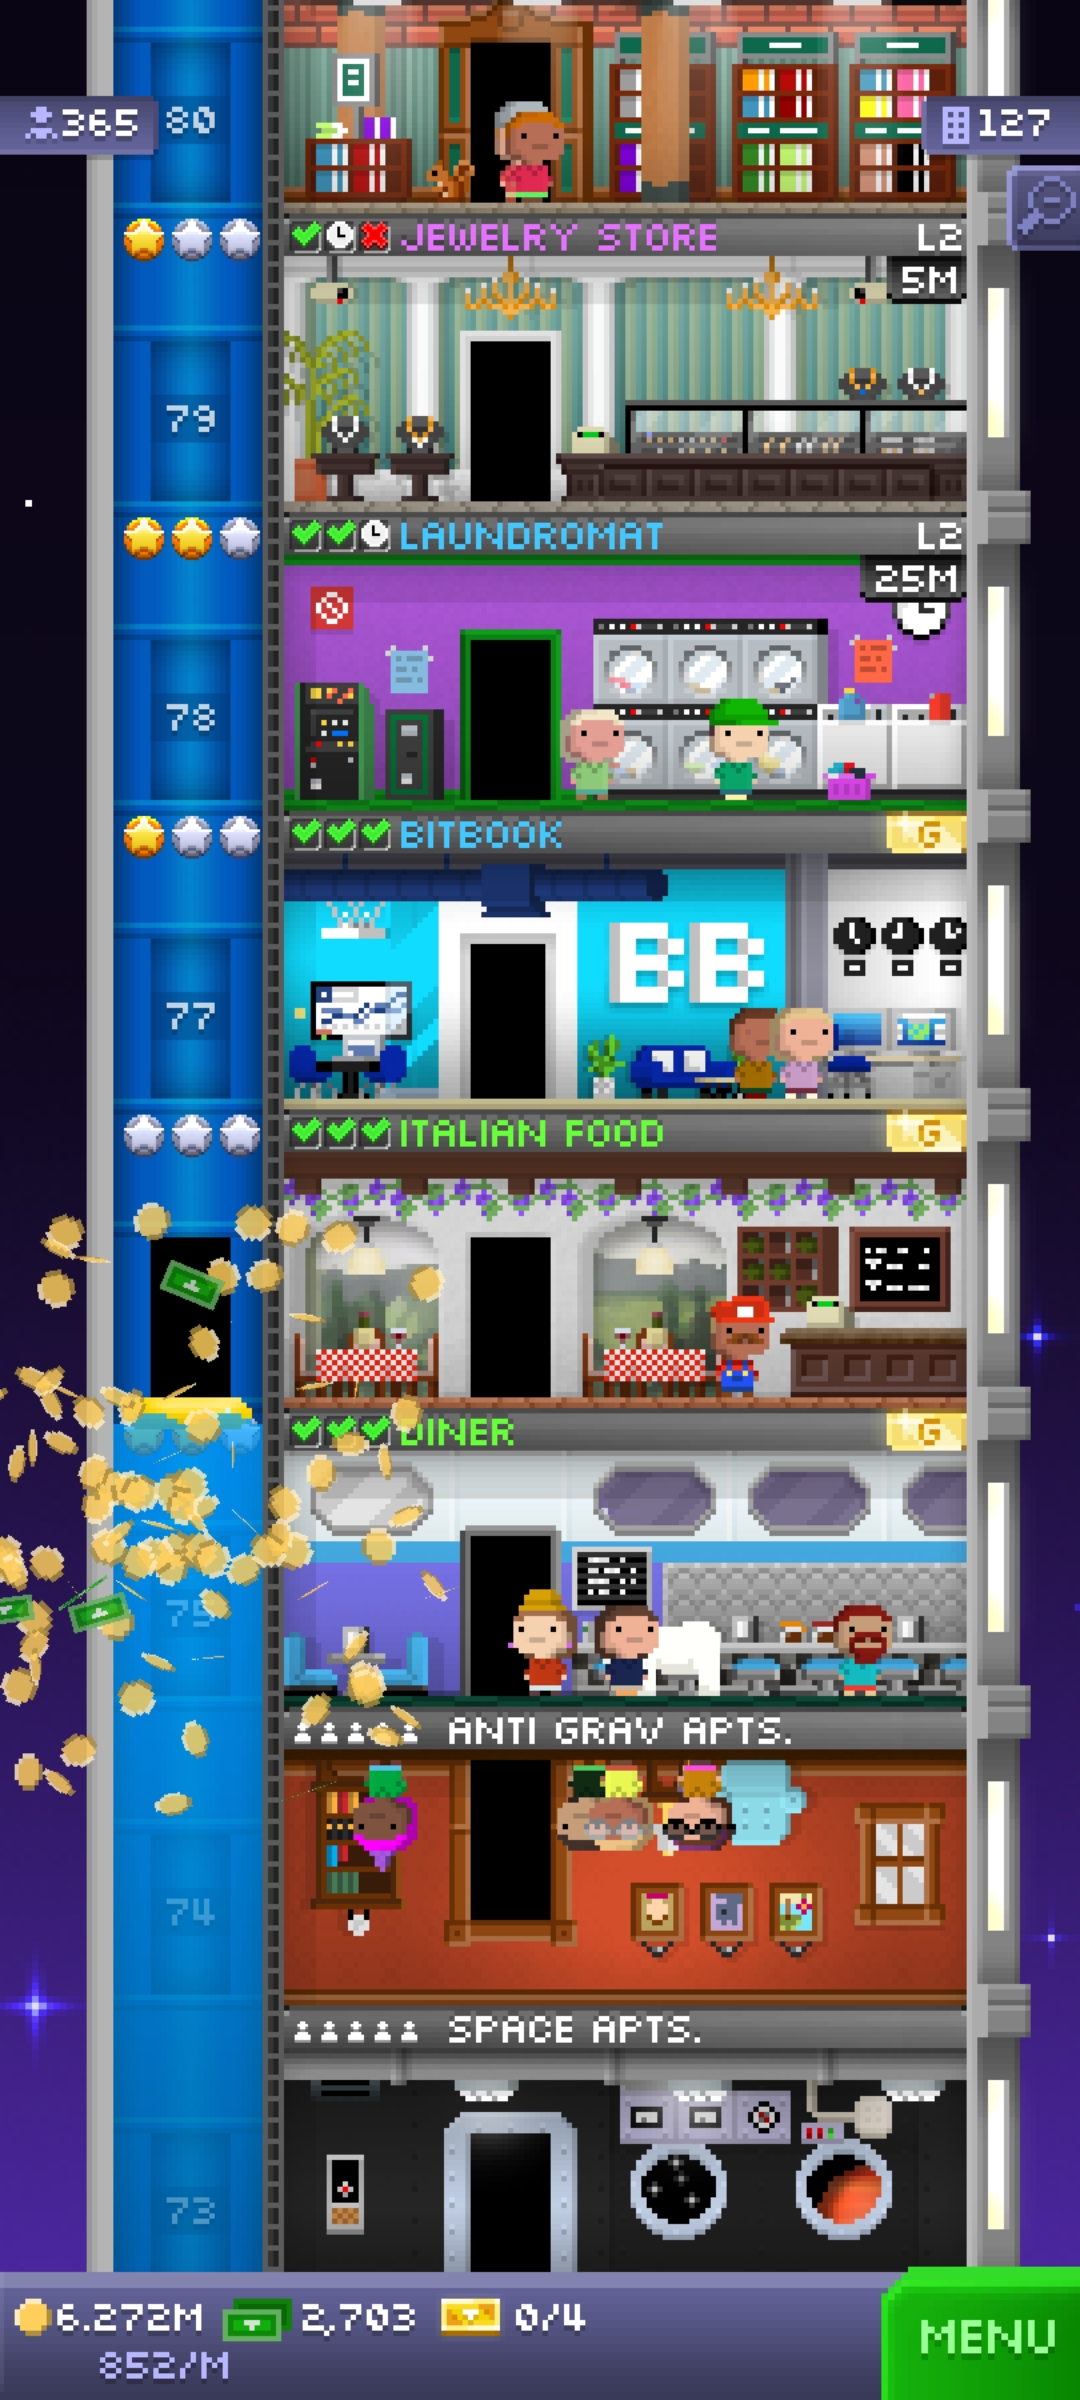 365
80
127
JEWELRY STORE
L2
5M
79
LAUNDROMAT
L2
25M
78
BITBOOK
G
BB
77
ITALIAN FOOD
G
DINER
G
75
ANTI GRAV APTS.
74
SPACE APTS.
73
6.272M
2,703
0/4
MENU
852/M